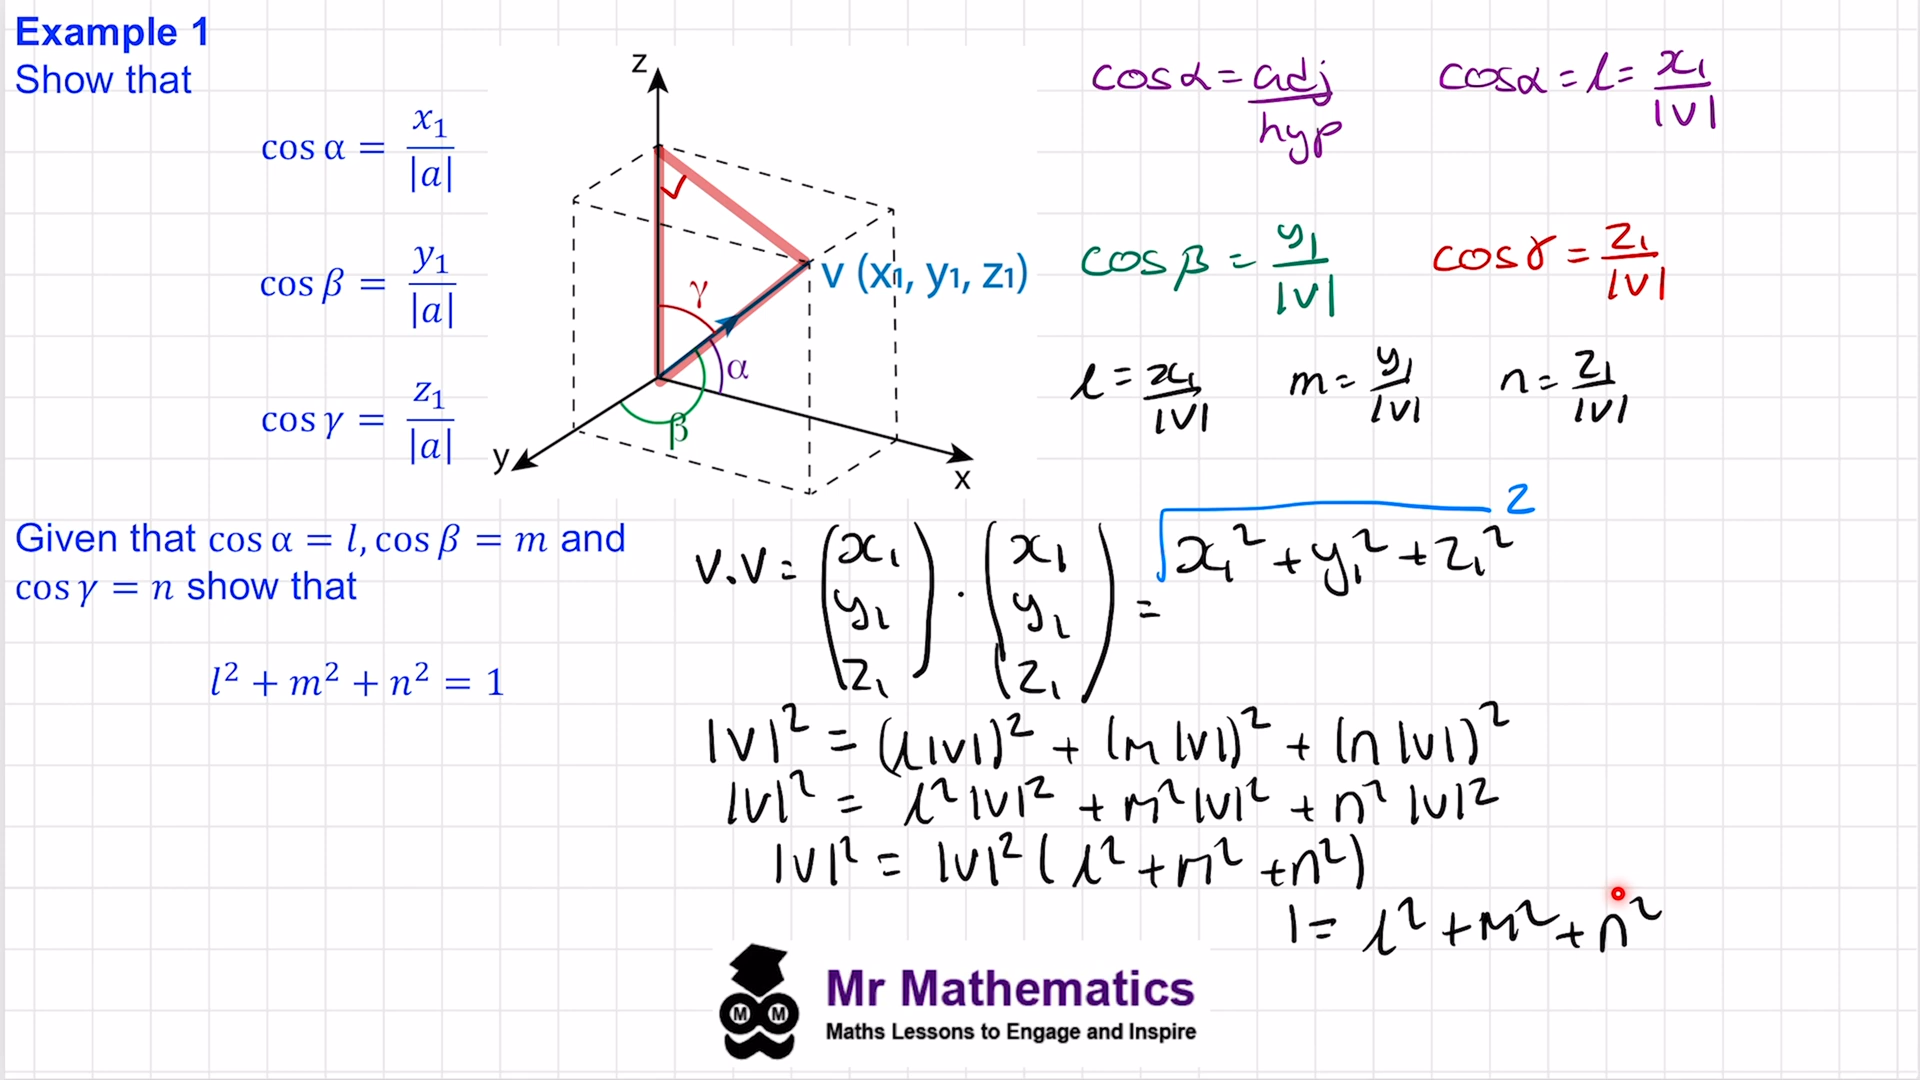 Example 1
Show that
cos α = x₁/|a|
cos β = y₁/|a|
cos γ = z₁/|a|
Given that cos α = l, cos β = m and
cos γ = n show that
l² + m² + n² = 1
z
v (x₁, y₁, z₁)
γ
α
β
y
x
cos α = adj/hyp
cos α = l = x₁/|v|
cos β = y₁/|v|
cos γ = z₁/|v|
l = x₁/|v|
m = y₁/|v|
n = z₁/|v|
v.v = (x₁ y₁ z₁) · (x₁ y₁ z₁) = √(x₁² + y₁² + z₁²)²
|v|² = (l|v|)² + (m|v|)² + (n|v|)²
|v|² = l²|v|² + m²|v|² + n²|v|²
|v|² = |v|²(l² + m² + n²)
1 = l² + m² + n²
M M
Mr Mathematics
Maths Lessons to Engage and Inspire